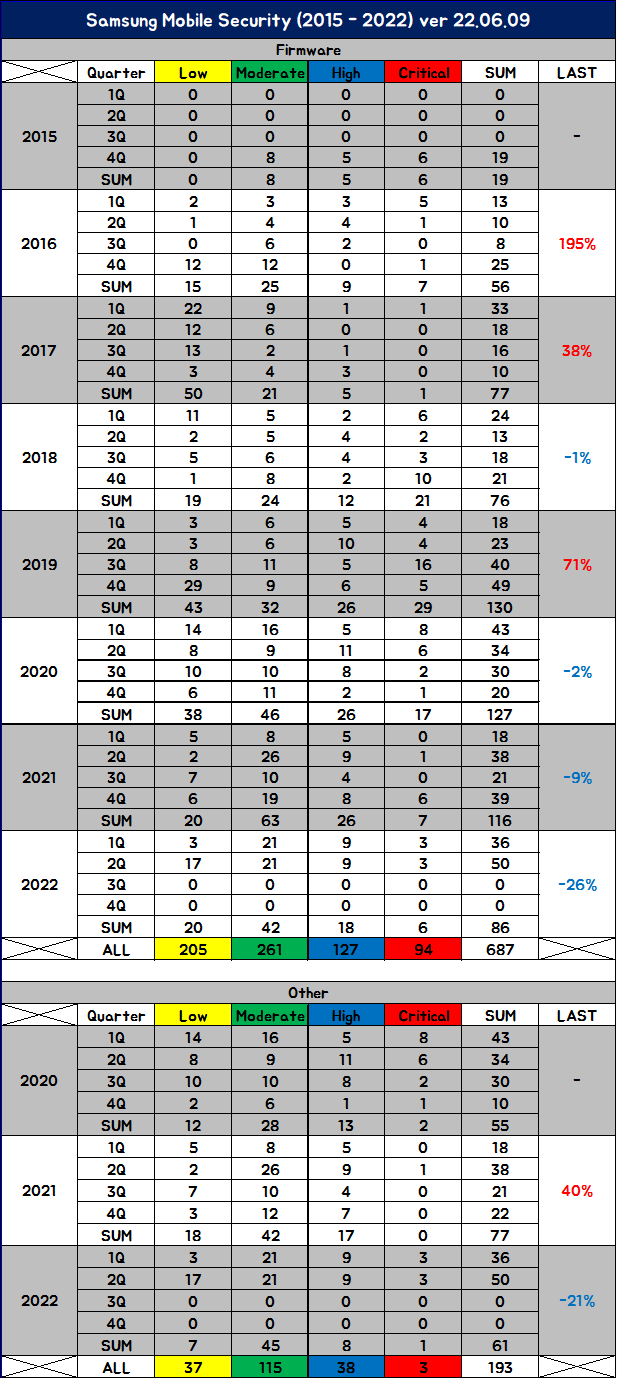 Samsung Mobile Security (2015 - 2022) ver 22.06.09
Firmware
Quarter Low Moderate High Critical SUM LAST
1Q 0 0 0 0 0
2Q 0 0 0 0 0
2015 3Q 0 0 0 0 0 -
4Q 0 8 5 6 19
SUM 0 8 5 6 19
1Q 2 3 3 5 13
2Q 1 4 4 1 10
2016 3Q 0 6 2 0 8 195%
4Q 12 12 0 1 25
SUM 15 25 9 7 56
1Q 22 9 1 1 33
2Q 12 6 0 0 18
2017 3Q 13 2 1 0 16 38%
4Q 3 4 3 0 10
SUM 50 21 5 1 77
1Q 11 5 2 6 24
2Q 2 5 4 2 13
2018 3Q 5 6 4 3 18 -1%
4Q 1 8 2 10 21
SUM 19 24 12 21 76
1Q 3 6 5 4 18
2Q 3 6 10 4 23
2019 3Q 8 11 5 16 40 71%
4Q 29 9 6 5 49
SUM 43 32 26 29 130
1Q 14 16 5 8 43
2Q 8 9 11 6 34
2020 3Q 10 10 8 2 30 -2%
4Q 6 11 2 1 20
SUM 38 46 26 17 127
1Q 5 8 5 0 18
2Q 2 26 9 1 38
2021 3Q 7 10 4 0 21 -9%
4Q 6 19 8 6 39
SUM 20 63 26 7 116
1Q 3 21 9 3 36
2Q 17 21 9 3 50
2022 3Q 0 0 0 0 0 -26%
4Q 0 0 0 0 0
SUM 20 42 18 6 86
ALL 205 261 127 94 687
Other
Quarter Low Moderate High Critical SUM LAST
1Q 14 16 5 8 43
2Q 8 9 11 6 34
2020 3Q 10 10 8 2 30 -
4Q 2 6 1 1 10
SUM 12 28 13 2 55
1Q 5 8 5 0 18
2Q 2 26 9 1 38
2021 3Q 7 10 4 0 21 40%
4Q 3 12 7 0 22
SUM 18 42 17 0 77
1Q 3 21 9 3 36
2Q 17 21 9 3 50
2022 3Q 0 0 0 0 0 -21%
4Q 0 0 0 0 0
SUM 7 45 8 1 61
ALL 37 115 38 3 193